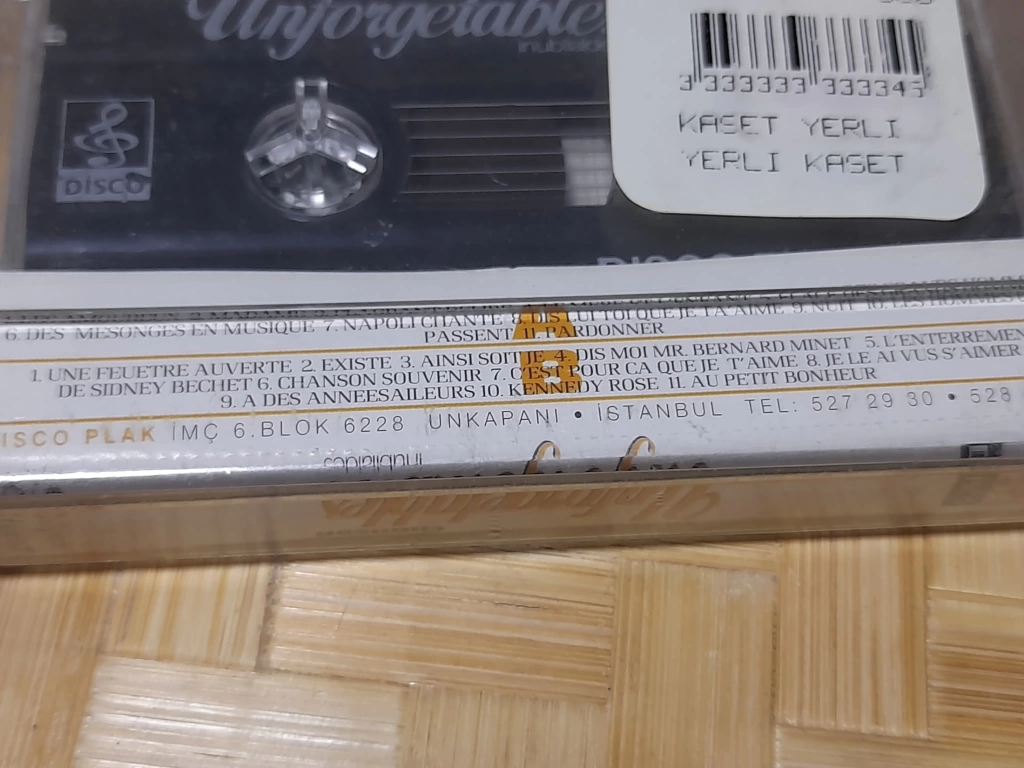 Unforgetables
3 333333 333345
KASET YERLI
YERLI KASET
DİSCO
6. DES MESONGES EN MUSIQUE 7. NAPOLI CHANTE 8. DIS LUI TOI QUE JE T'A AIME 9. NUIT 10. LES HOMMES
PASSENT 11. PARDONNER
1. UNE FEUETRE AUVERTE 2. EXISTE 3. AINSI SOIT JE 4. DIS MOI MR. BERNARD MINET 5. L'ENTERREMEN
DE SIDNEY BECHET 6. CHANSON SOUVENIR 7. C'EST POUR CA QUE JE T'AIME 8. JE LE AI VUS S'AIMER
9. A DES ANNEESAILEURS 10. KENNEDY ROSE 11. AU PETIT BONHEUR
ISCO PLAK İMÇ 6.BLOK 6228 UNKAPANI • İSTANBUL TEL: 527 29 30 • 528
Unforgetables